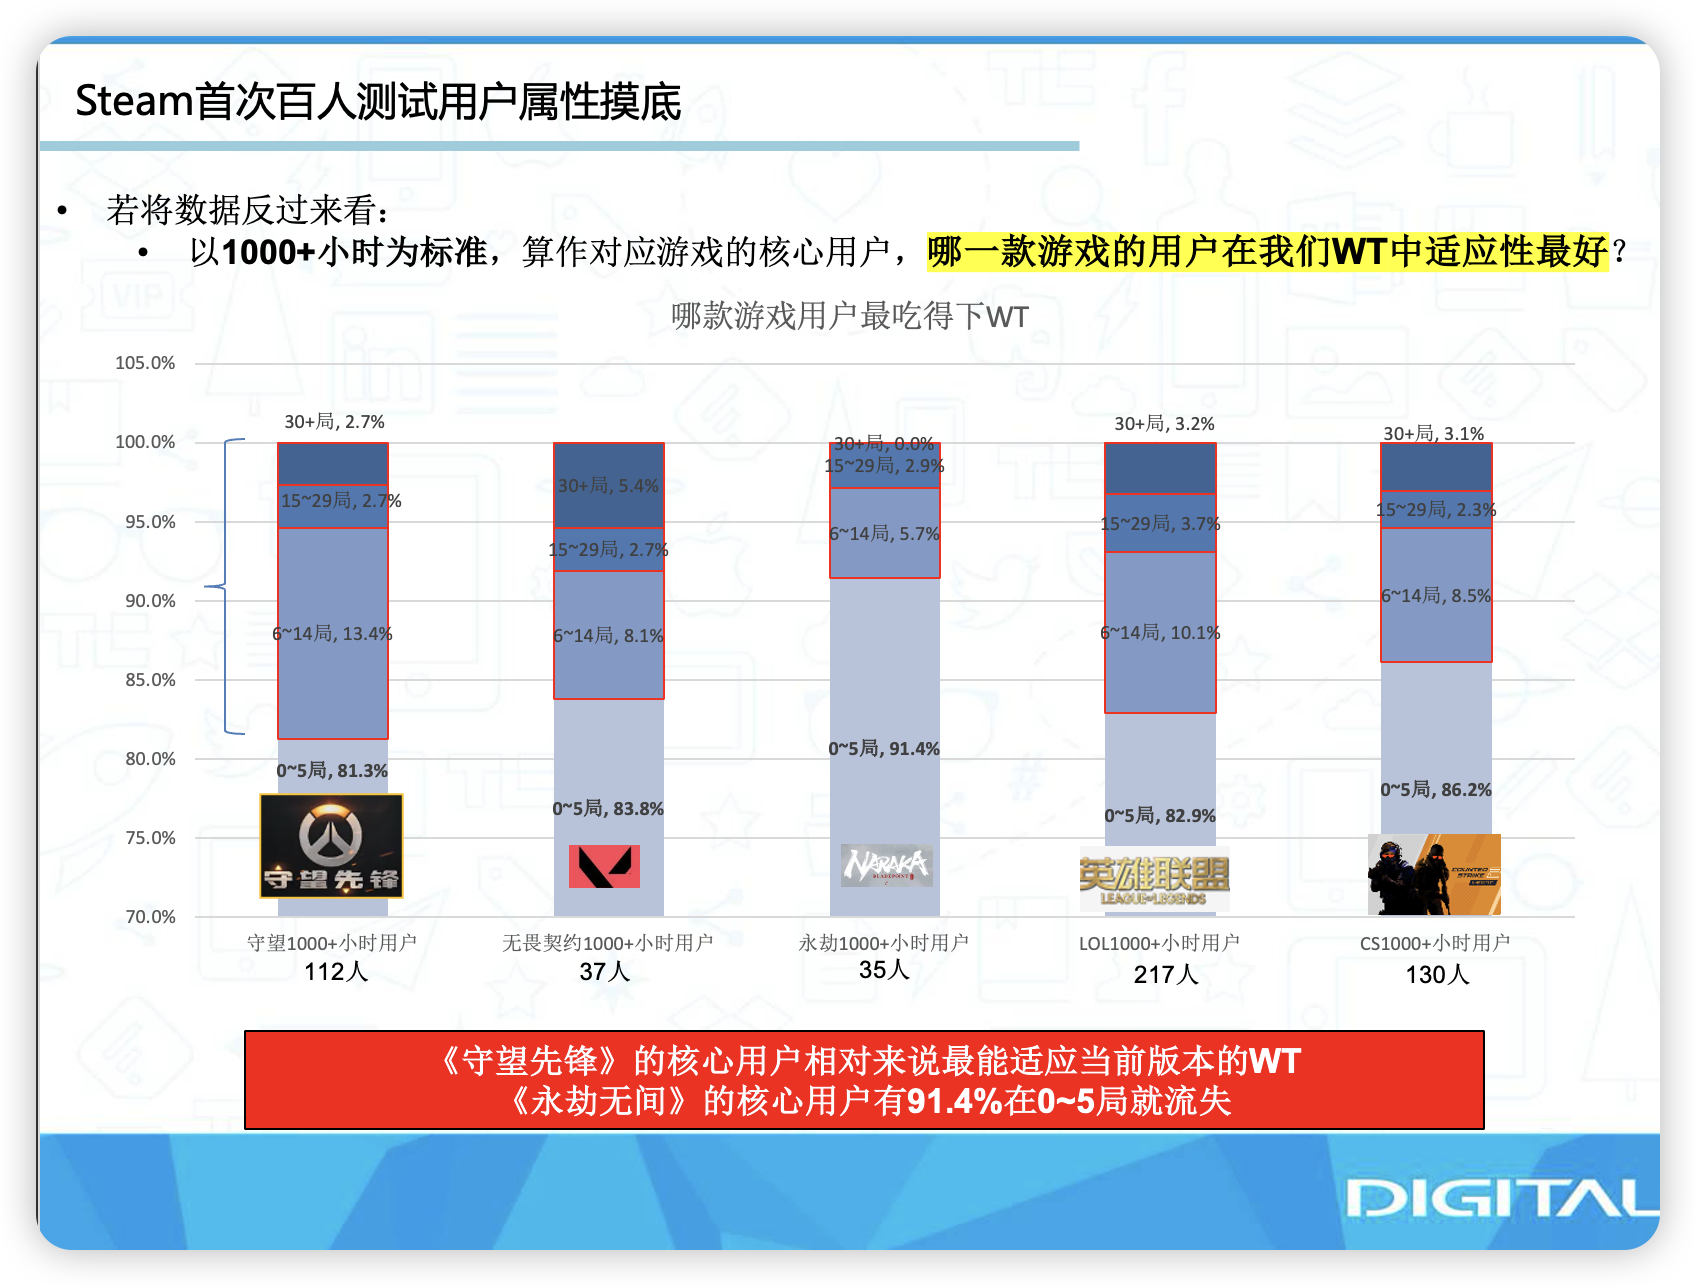 Steam首次百人测试用户属性摸底
• 若将数据反过来看：
• 以1000+小时为标准，算作对应游戏的核心用户，哪一款游戏的用户在我们WT中适应性最好？
哪款游戏用户最吃得下WT
105.0%
100.0%
95.0%
90.0%
85.0%
80.0%
75.0%
70.0%
30+局, 2.7%
15~29局, 2.7%
6~14局, 13.4%
0~5局, 81.3%
守望先锋
守望1000+小时用户
112人
30+局, 5.4%
15~29局, 2.7%
6~14局, 8.1%
0~5局, 83.8%
无畏契约1000+小时用户
37人
30+局, 0.0%
15~29局, 2.9%
6~14局, 5.7%
0~5局, 91.4%
NARAKA
BLADEPOINT
永劫1000+小时用户
35人
30+局, 3.2%
15~29局, 3.7%
6~14局, 10.1%
0~5局, 82.9%
英雄联盟
LEAGUE OF LEGENDS
LOL1000+小时用户
217人
30+局, 3.1%
15~29局, 2.3%
6~14局, 8.5%
0~5局, 86.2%
COUNTER
STRIKE 2
CS1000+小时用户
130人
《守望先锋》的核心用户相对来说最能适应当前版本的WT
《永劫无间》的核心用户有91.4%在0~5局就流失
DIGITAL